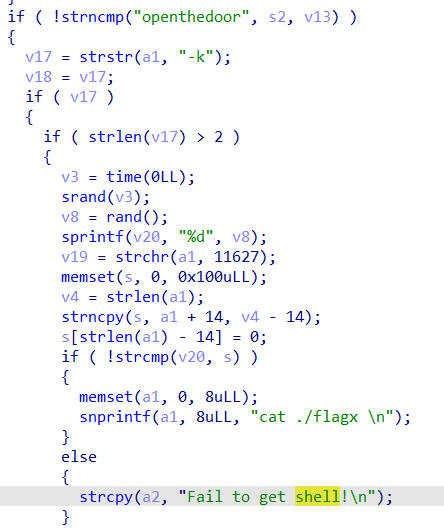 if ( !strncmp("openthedoor", s2, v13) )
{
v17 = strstr(a1, "-k");
v18 = v17;
if ( v17 )
{
if ( strlen(v17) > 2 )
{
v3 = time(0LL);
srand(v3);
v8 = rand();
sprintf(v20, "%d", v8);
v19 = strchr(a1, 11627);
memset(s, 0, 0x100uLL);
v4 = strlen(a1);
strncpy(s, a1 + 14, v4 - 14);
s[strlen(a1) - 14] = 0;
if ( !strcmp(v20, s) )
{
memset(a1, 0, 8uLL);
snprintf(a1, 8uLL, "cat ./flagx \n");
}
else
{
strcpy(a2, "Fail to get shell!\n");
}